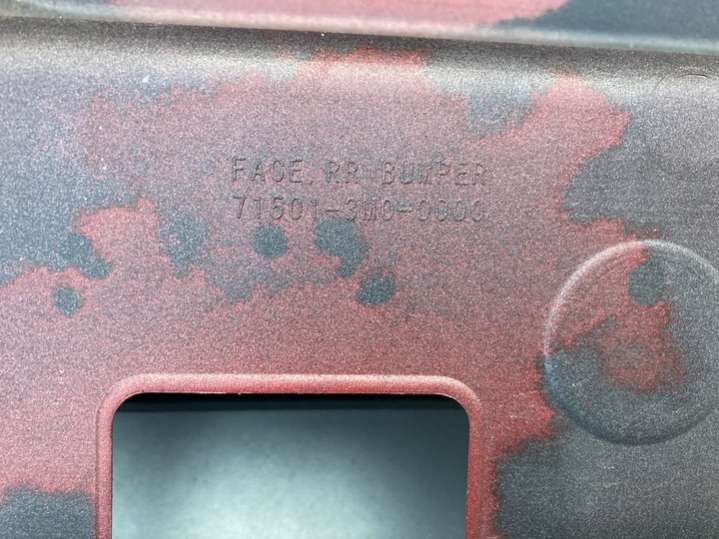 FACE, RR BUMPER
71501-3M0-0000